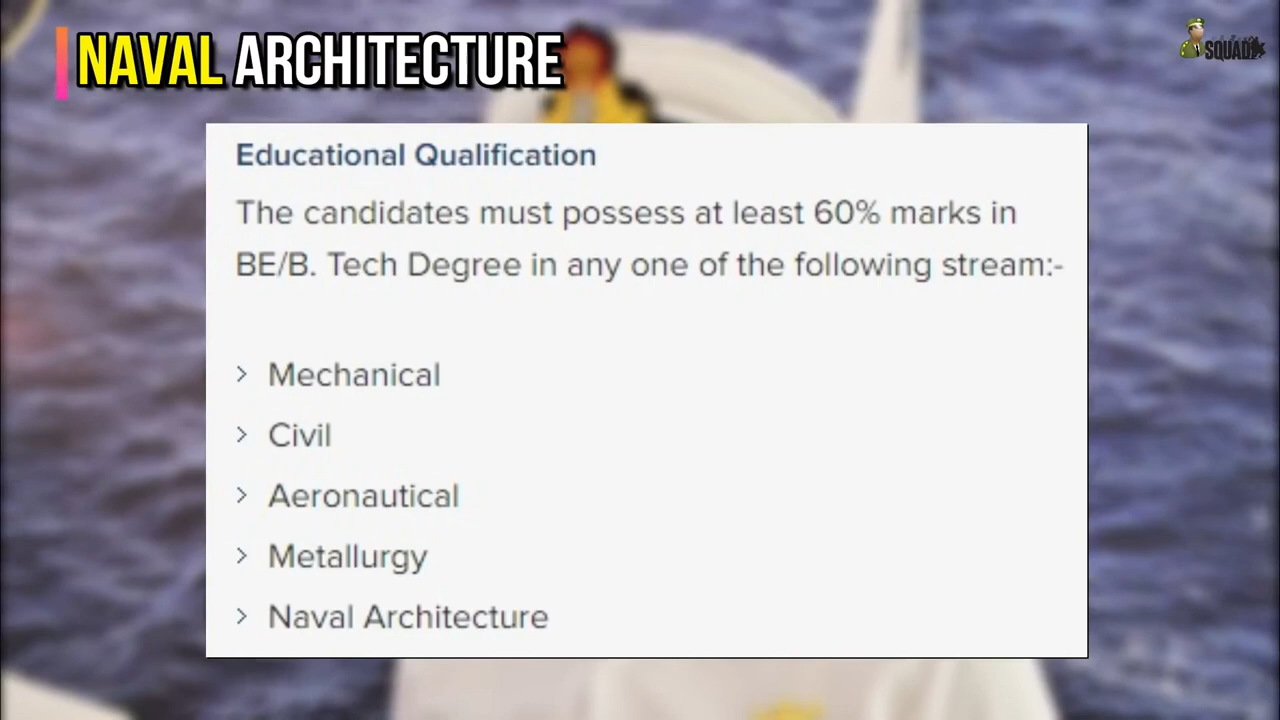 NAVAL ARCHITECTURE
SQUAD
Educational Qualification
The candidates must possess at least 60% marks in
BE/B. Tech Degree in any one of the following stream:-
> Mechanical
> Civil
> Aeronautical
> Metallurgy
> Naval Architecture